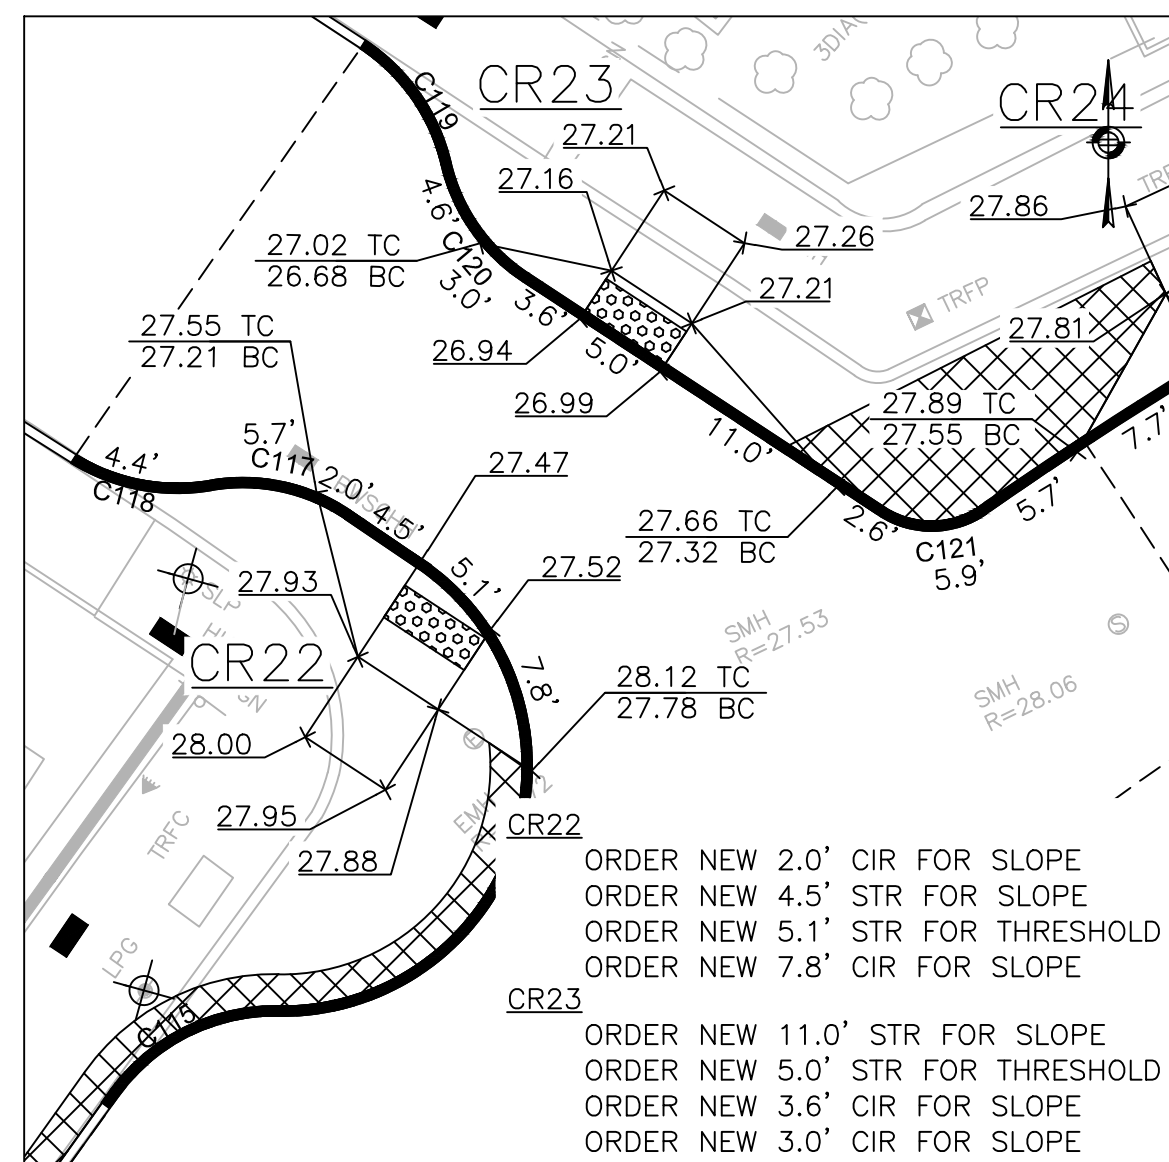 CR23
CR24
C119
3DIAG
27.21
27.16
27.86
4.6'
27.02 TC
26.68 BC
C120
3.0'
27.26
27.21
3.6'
TRFP
27.55 TC
27.21 BC
26.94
5.0'
27.81
26.99
27.89 TC
27.55 BC
7.7'
11.0'
4.4'
C118
5.7'
C117
2.0'
4.5'
27.47
27.66 TC
27.32 BC
2.6'
5.7'
C121
5.9'
27.93
5.1'
27.52
SMH
R=27.53
S
CR22
7.8'
28.12 TC
27.78 BC
SMH
R=28.06
28.00
27.95
27.88
TRFC
LPG
C115
CR22
ORDER NEW 2.0' CIR FOR SLOPE
ORDER NEW 4.5' STR FOR SLOPE
ORDER NEW 5.1' STR FOR THRESHOLD
ORDER NEW 7.8' CIR FOR SLOPE
CR23
ORDER NEW 11.0' STR FOR SLOPE
ORDER NEW 5.0' STR FOR THRESHOLD
ORDER NEW 3.6' CIR FOR SLOPE
ORDER NEW 3.0' CIR FOR SLOPE